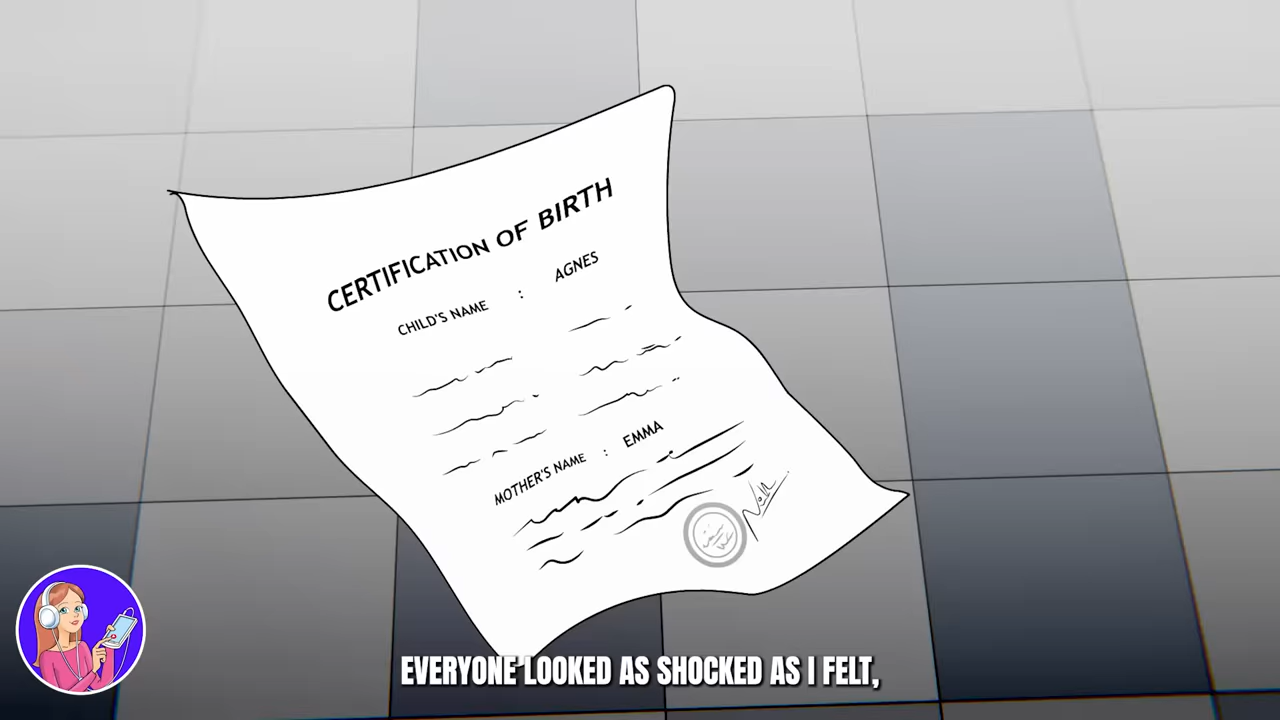 CERTIFICATION OF BIRTH
CHILD'S NAME : AGNES
MOTHER'S NAME : EMMA
EVERYONE LOOKED AS SHOCKED AS I FELT,